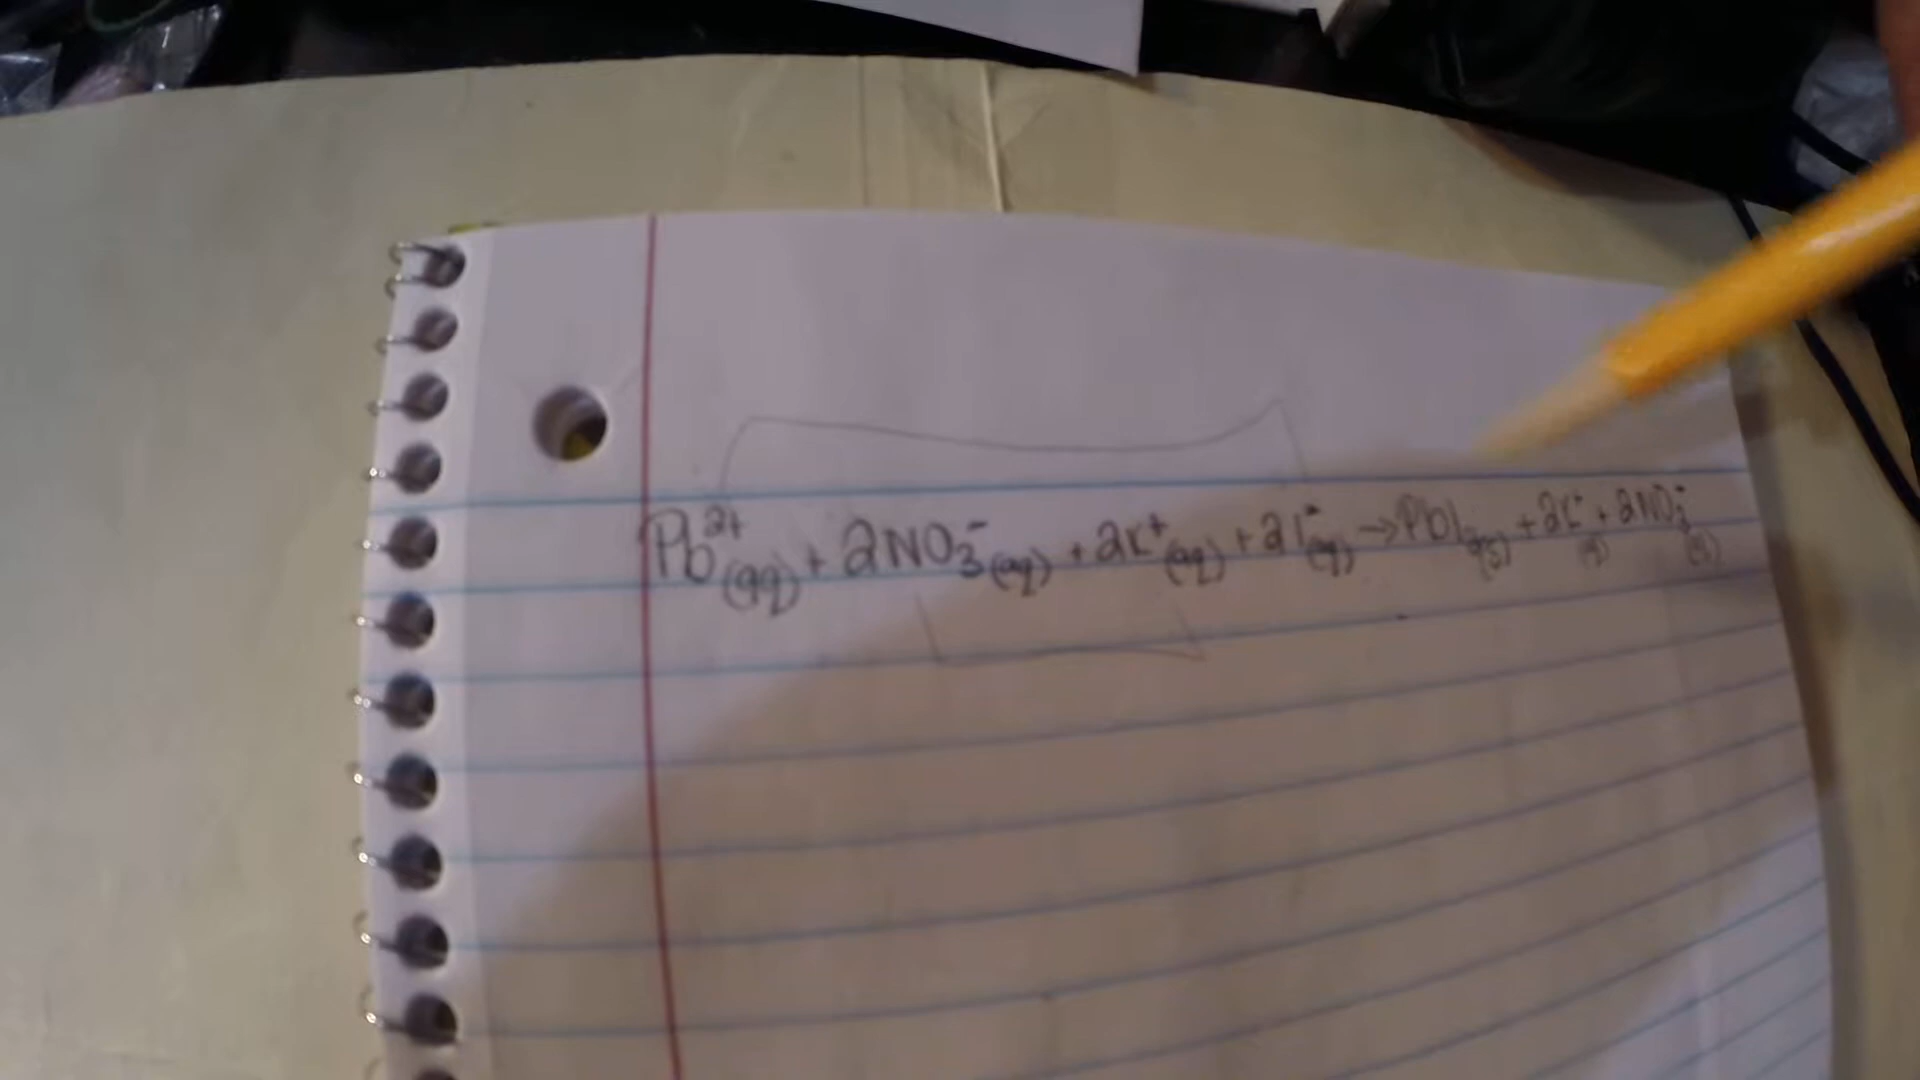 Pb²⁺(aq) + 2NO₃⁻(aq) + 2K⁺(aq) + 2I⁻(aq) → PbI₂(s) + 2K⁺ + 2NO₃⁻